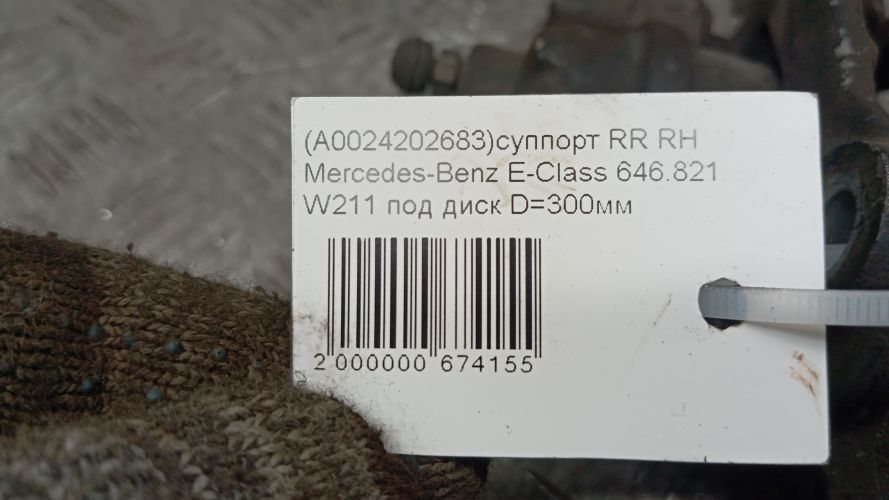 (A0024202683)суппорт RR RH
Mercedes-Benz E-Class 646.821
W211 под диск D=300мм
2 000000 674155